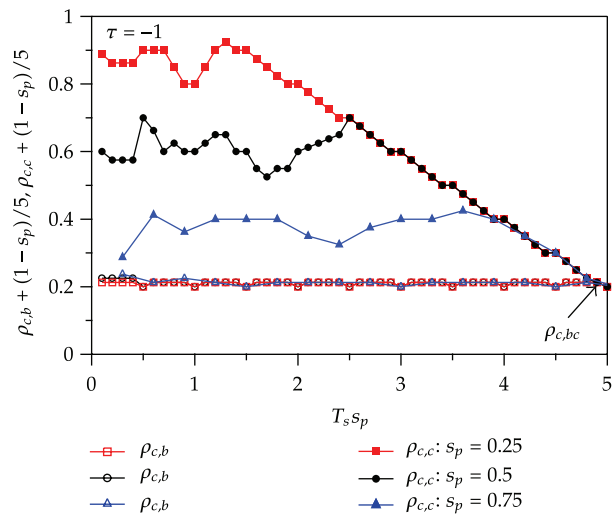 τ = −1
1
0.8
0.6
0.4
0.2
0
ρc,b + (1 − sp)/5, ρc,c + (1 − sp)/5
0 1 2 3 4 5
ρc,bc
Tssp
ρc,b ρc,c: sp = 0.25
ρc,b ρc,c: sp = 0.5
ρc,b ρc,c: sp = 0.75